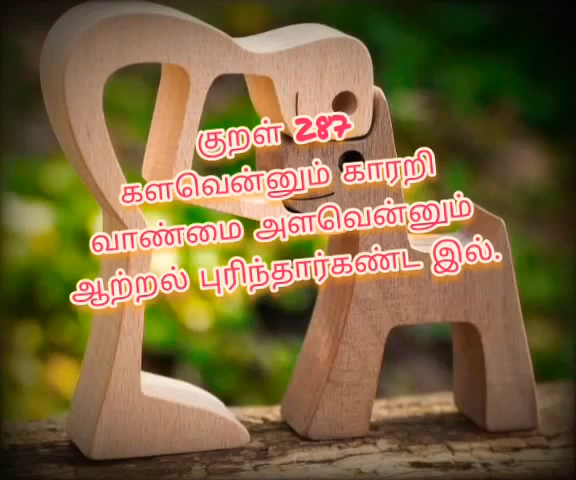 குறள் 287
களவென்னும் காரறி
வாண்மை அளவென்னும்
ஆற்றல் புரிந்தார்கண்ட இல்.